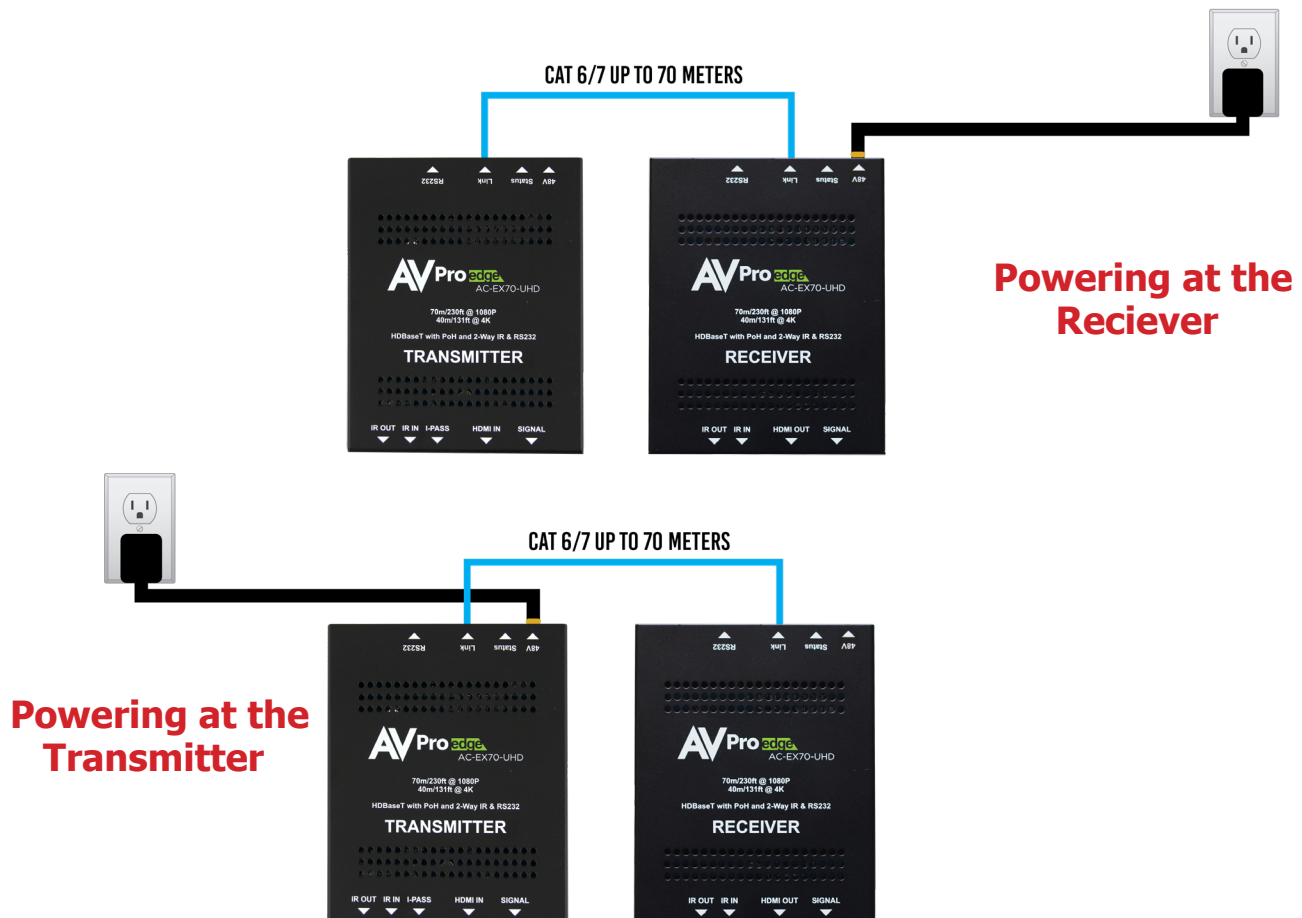 CAT 6/7 UP TO 70 METERS
RS232 Link Status 48V
RS232 Link Status 48V
AVPro edge
AC-EX70-UHD
70m/230ft @ 1080P
40m/131ft @ 4K
HDBaseT with PoH and 2-Way IR & RS232
TRANSMITTER
IR OUT IR IN I-PASS HDMI IN SIGNAL
AVPro edge
AC-EX70-UHD
70m/230ft @ 1080P
40m/131ft @ 4K
HDBaseT with PoH and 2-Way IR & RS232
RECEIVER
IR OUT IR IN HDMI OUT SIGNAL
Powering at the
Reciever
CAT 6/7 UP TO 70 METERS
RS232 Link Status 48V
RS232 Link Status 48V
Powering at the
Transmitter
AVPro edge
AC-EX70-UHD
70m/230ft @ 1080P
40m/131ft @ 4K
HDBaseT with PoH and 2-Way IR & RS232
TRANSMITTER
IR OUT IR IN I-PASS HDMI IN SIGNAL
AVPro edge
AC-EX70-UHD
70m/230ft @ 1080P
40m/131ft @ 4K
HDBaseT with PoH and 2-Way IR & RS232
RECEIVER
IR OUT IR IN HDMI OUT SIGNAL